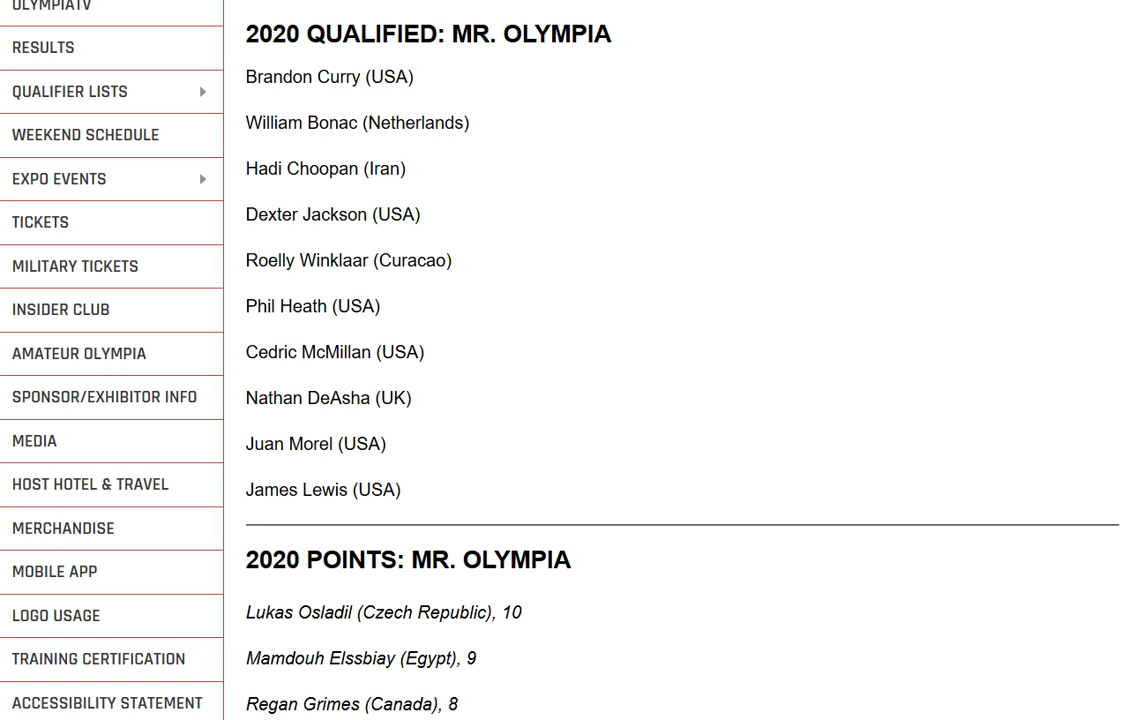 OLYMPIATV
RESULTS
QUALIFIER LISTS
WEEKEND SCHEDULE
EXPO EVENTS
TICKETS
MILITARY TICKETS
INSIDER CLUB
AMATEUR OLYMPIA
SPONSOR/EXHIBITOR INFO
MEDIA
HOST HOTEL & TRAVEL
MERCHANDISE
MOBILE APP
LOGO USAGE
TRAINING CERTIFICATION
ACCESSIBILITY STATEMENT
2020 QUALIFIED: MR. OLYMPIA
Brandon Curry (USA)
William Bonac (Netherlands)
Hadi Choopan (Iran)
Dexter Jackson (USA)
Roelly Winklaar (Curacao)
Phil Heath (USA)
Cedric McMillan (USA)
Nathan DeAsha (UK)
Juan Morel (USA)
James Lewis (USA)
2020 POINTS: MR. OLYMPIA
Lukas Osladil (Czech Republic), 10
Mamdouh Elssbiay (Egypt), 9
Regan Grimes (Canada), 8